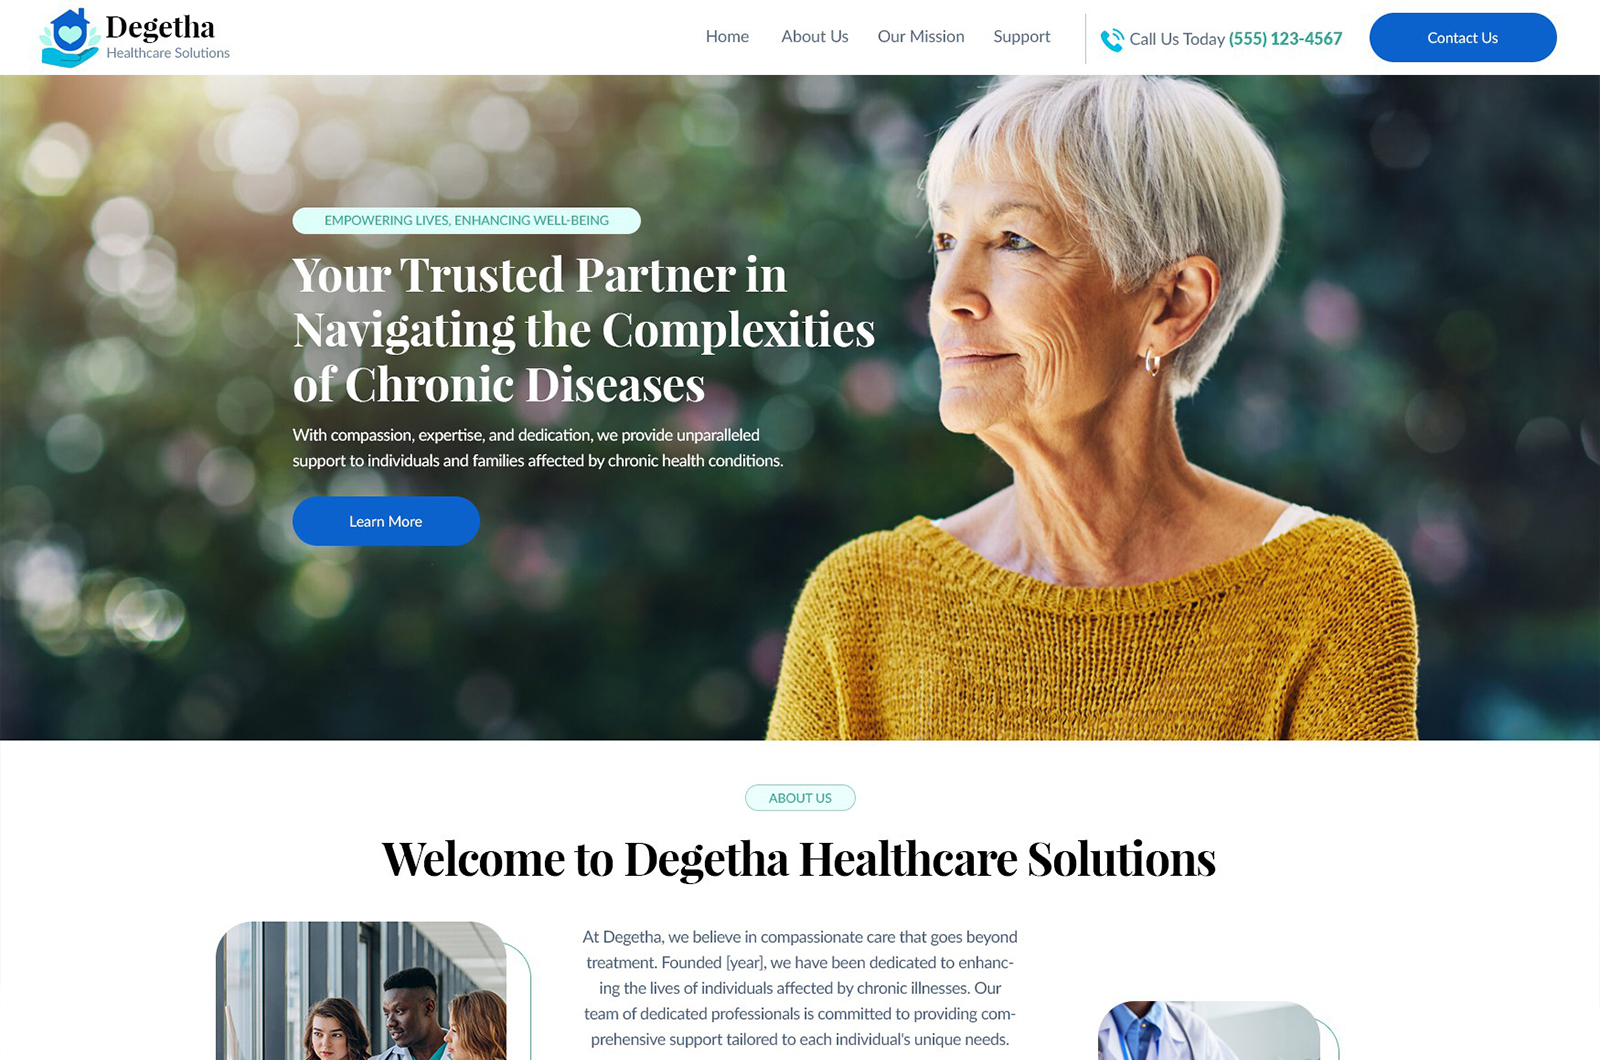 Degetha
Healthcare Solutions
Home
About Us
Our Mission
Support
Call Us Today (555) 123-4567
Contact Us
EMPOWERING LIVES, ENHANCING WELL-BEING
Your Trusted Partner in
Navigating the Complexities
of Chronic Diseases
With compassion, expertise, and dedication, we provide unparalleled
support to individuals and families affected by chronic health conditions.
Learn More
ABOUT US
Welcome to Degetha Healthcare Solutions
At Degetha, we believe in compassionate care that goes beyond
treatment. Founded [year], we have been dedicated to enhanc-
ing the lives of individuals affected by chronic illnesses. Our
team of dedicated professionals is committed to providing com-
prehensive support tailored to each individual's unique needs.